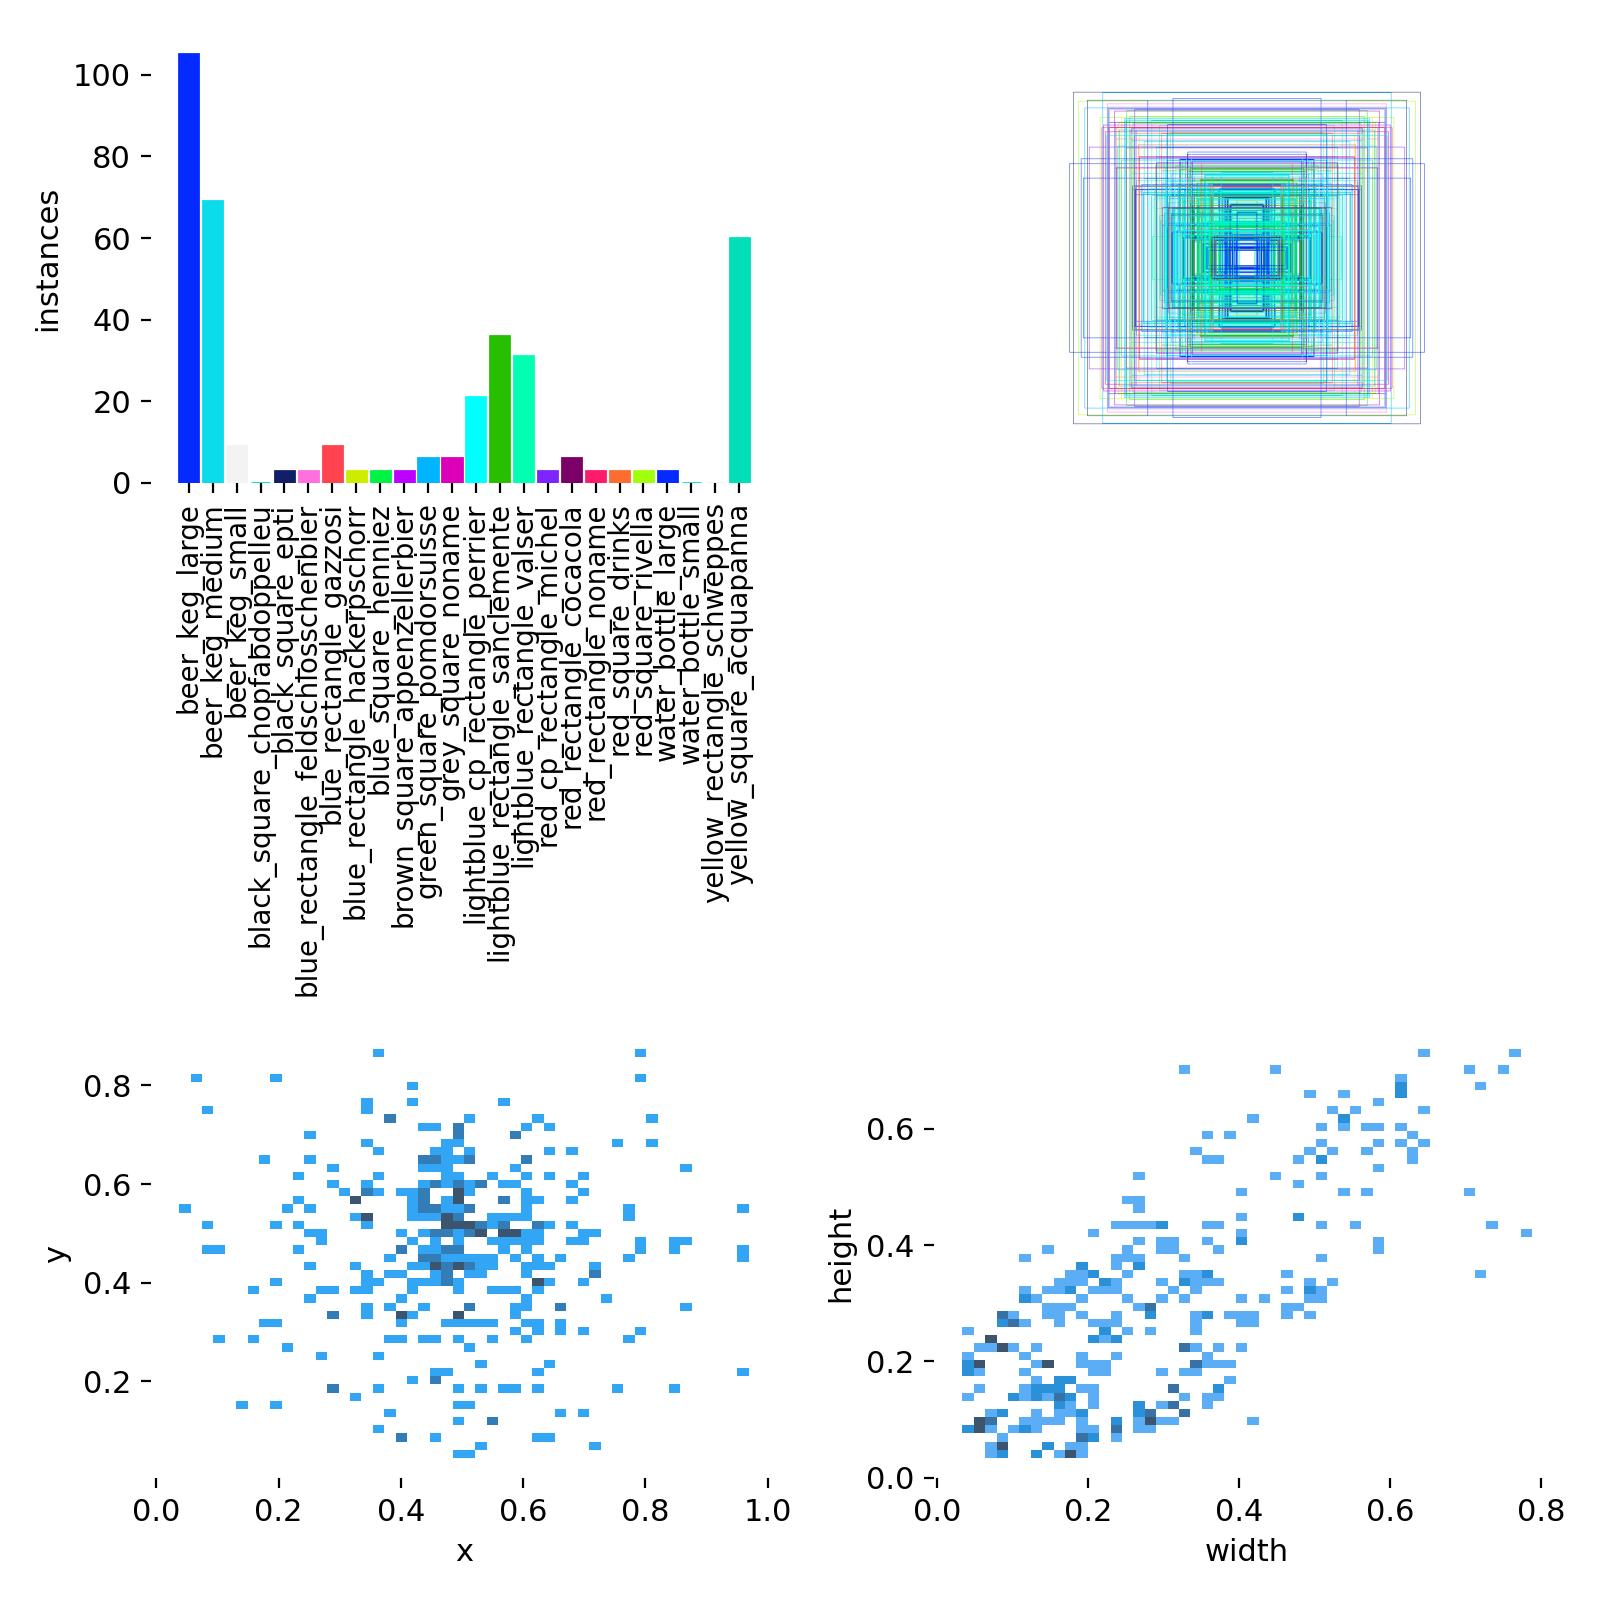 instances
100
80
60
40
20
0
beer_keg_large
beer_keg_medium
beer_keg_small
black_square_chopfabdoppelleu
black_square_epti
blue_rectangle_feldschlosschenbier
blue_rectangle_gazzosi
blue_rectangle_hackerpschorr
blue_square_henniez
brown_square_appenzellerbier
green_square_pomdorsuisse
grey_square_noname
lightblue_cp_rectangle_perrier
lightblue_rectangle_sanclemente
lightblue_rectangle_valser
red_cp_rectangle_michel
red_rectangle_cocacola
red_rectangle_noname
red_square_drinks
red_square_rivella
water_bottle_large
water_bottle_small
yellow_rectangle_schweppes
yellow_square_acquapanna
y
0.8
0.6
0.4
0.2
0.0 0.2 0.4 0.6 0.8 1.0
x
height
0.6
0.4
0.2
0.0
0.0 0.2 0.4 0.6 0.8
width